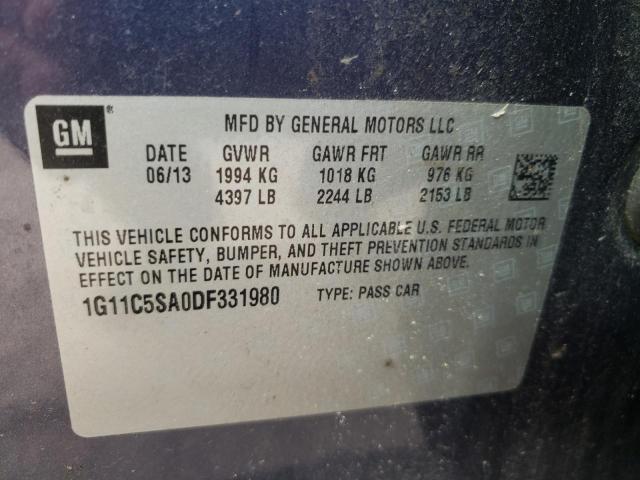 GM ®
MFD BY GENERAL MOTORS LLC
DATE GVWR GAWR FRT GAWR RR
06/13 1994 KG 1018 KG 976 KG
4397 LB 2244 LB 2153 LB
THIS VEHICLE CONFORMS TO ALL APPLICABLE U.S. FEDERAL MOTOR
VEHICLE SAFETY, BUMPER, AND THEFT PREVENTION STANDARDS IN
EFFECT ON THE DATE OF MANUFACTURE SHOWN ABOVE.
1G11C5SA0DF331980 TYPE: PASS CAR